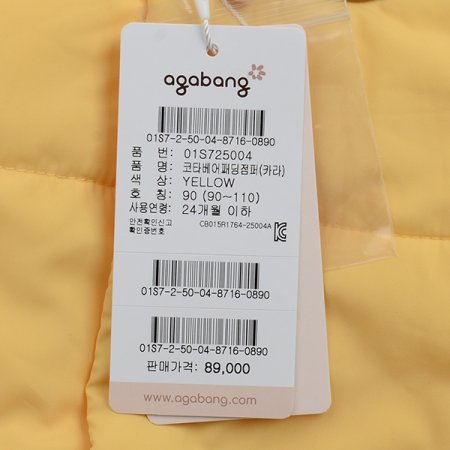 agabang
01S7-2-50-04-8716-0890
품 번: 01S725004
품 명: 코타베어패딩점퍼(카라)
색 상: YELLOW
호 칭: 90 (90~110)
사용연령: 24개월 이하
안전확인신고
확인증번호 CB015R1764-25004A
01S7-2-50-04-8716-0890
01S7-2-50-04-8716-0890
판매가격: 89,000
www.agabang.com